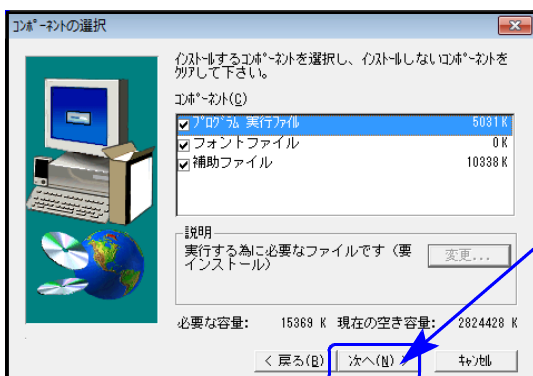 コンポーネントの選択
インストールするコンポーネントを選択し、インストールしないコンポーネントを
クリアして下さい。
コンポーネント(C)
プログラム 実行ファイル 5031 K
フォントファイル 0 K
補助ファイル 10338 K
説明
実行する為に必要なファイルです（要
インストール）
変更...
必要な容量: 15369 K 現在の空き容量: 2824428 K
< 戻る(B) 次へ(N) > キャンセル